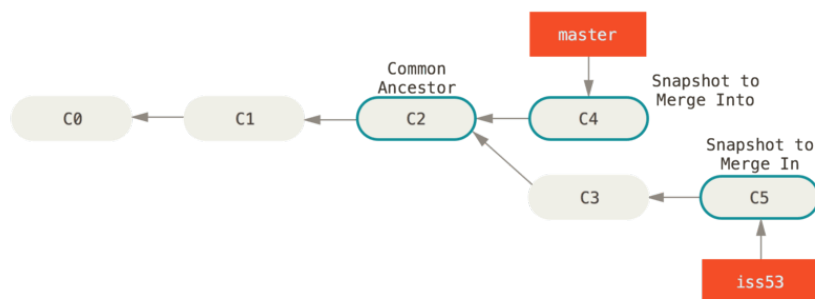 master
Common
Ancestor
Snapshot to
Merge Into
C0
C1
C2
C4
Snapshot to
Merge In
C3
C5
iss53